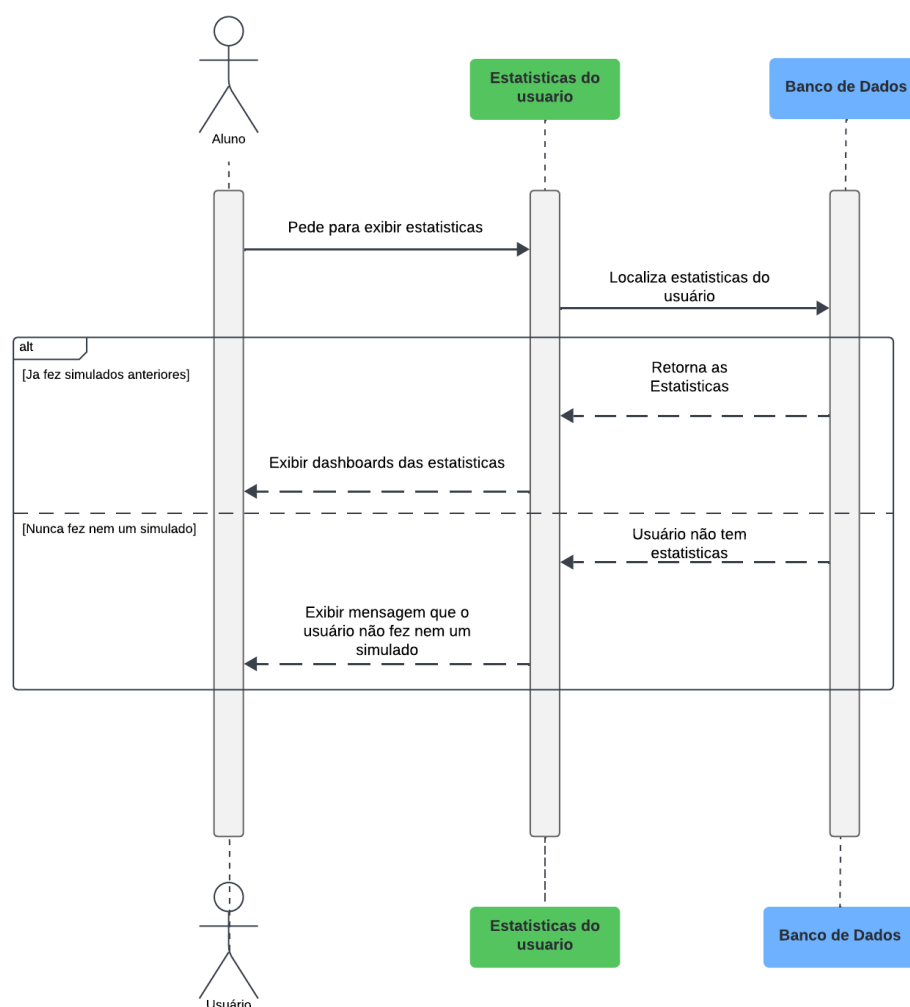 Aluno
Estatisticas do
usuario
Banco de Dados
Pede para exibir estatisticas
Localiza estatisticas do
usuário
alt
[Ja fez simulados anteriores]
Retorna as
Estatisticas
Exibir dashboards das estatisticas
[Nunca fez nem um simulado]
Usuário não tem
estatisticas
Exibir mensagem que o
usuário não fez nem um
simulado
Estatisticas do
usuario
Banco de Dados
Usuário